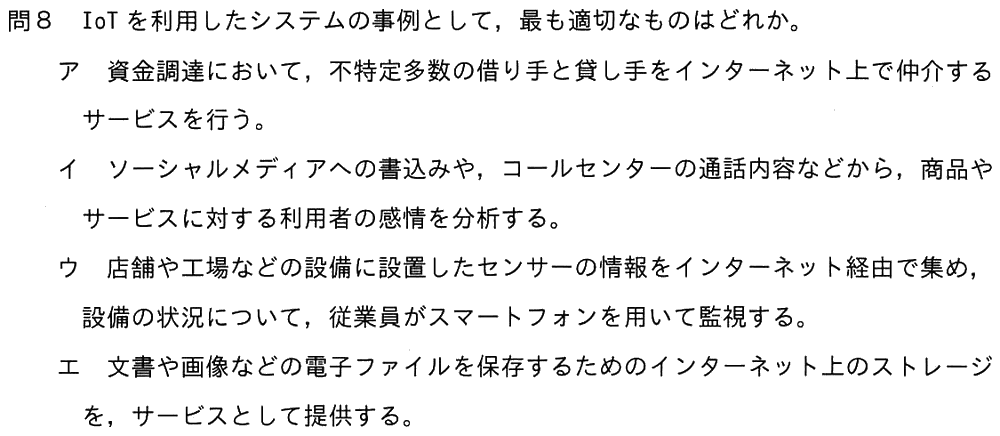 問８　IoT を利用したシステムの事例として，最も適切なものはどれか。
ア　資金調達において，不特定多数の借り手と貸し手をインターネット上で仲介する
サービスを行う。
イ　ソーシャルメディアへの書込みや，コールセンターの通話内容などから，商品や
サービスに対する利用者の感情を分析する。
ウ　店舗や工場などの設備に設置したセンサーの情報をインターネット経由で集め，
設備の状況について，従業員がスマートフォンを用いて監視する。
エ　文書や画像などの電子ファイルを保存するためのインターネット上のストレージ
を，サービスとして提供する。